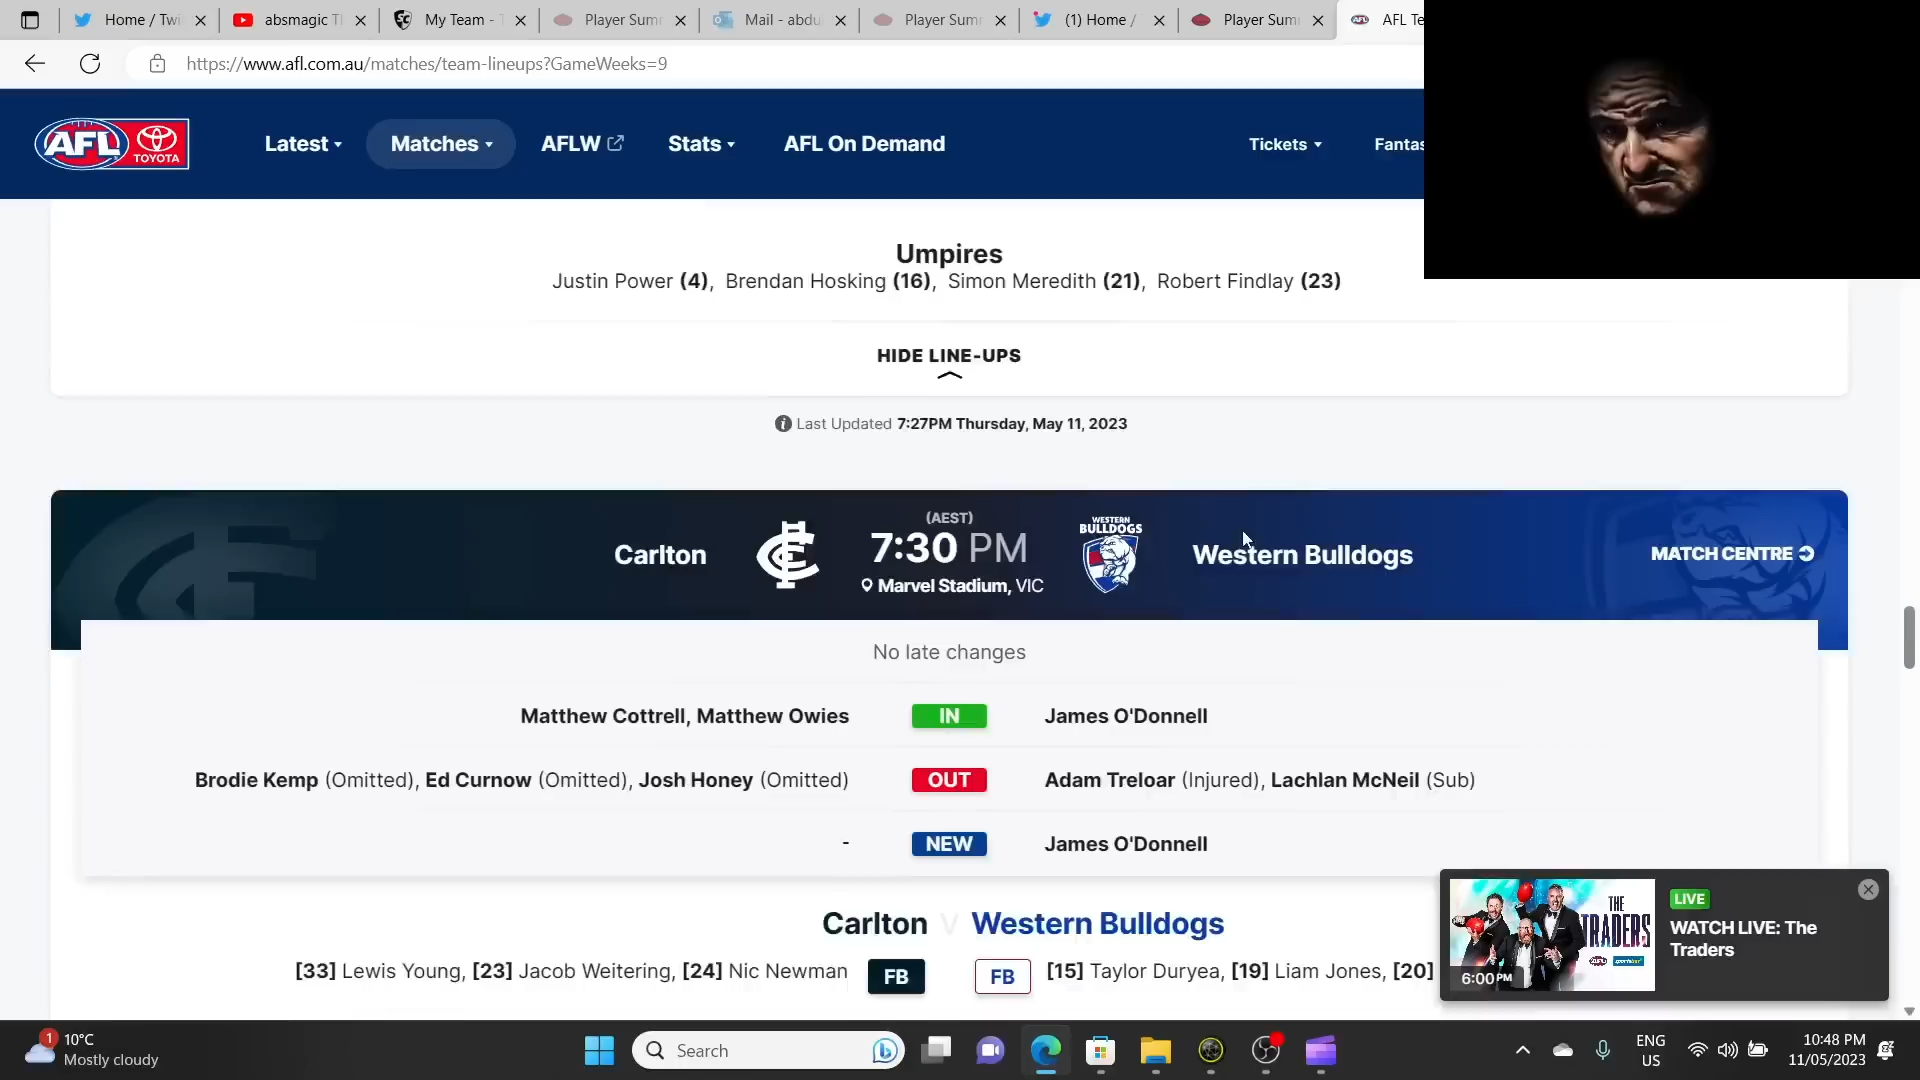 Home / Twi
absmagic T
My Team -
Player Sum
Mail - abdu
Player Sum
(1) Home /
Player Sum
AFL Te
https://www.afl.com.au/matches/team-lineups?GameWeeks=9
AFL TOYOTA
Latest
Matches
AFLW
Stats
AFL On Demand
Tickets
Fantas
Umpires
Justin Power (4), Brendan Hosking (16), Simon Meredith (21), Robert Findlay (23)
HIDE LINE-UPS
Last Updated 7:27PM Thursday, May 11, 2023
Carlton
(AEST)
7:30 PM
Marvel Stadium, VIC
WESTERN
BULLDOGS
Western Bulldogs
MATCH CENTRE
No late changes
Matthew Cottrell, Matthew Owies IN James O'Donnell
Brodie Kemp (Omitted), Ed Curnow (Omitted), Josh Honey (Omitted) OUT Adam Treloar (Injured), Lachlan McNeil (Sub)
- NEW James O'Donnell
Carlton V Western Bulldogs
[33] Lewis Young, [23] Jacob Weitering, [24] Nic Newman FB FB [15] Taylor Duryea, [19] Liam Jones, [20]
THE
TRADERS
AFL sportsbet
6:00PM
LIVE
WATCH LIVE: The
Traders
1
10°C
Mostly cloudy
Search
ENG
US
10:48 PM
11/05/2023